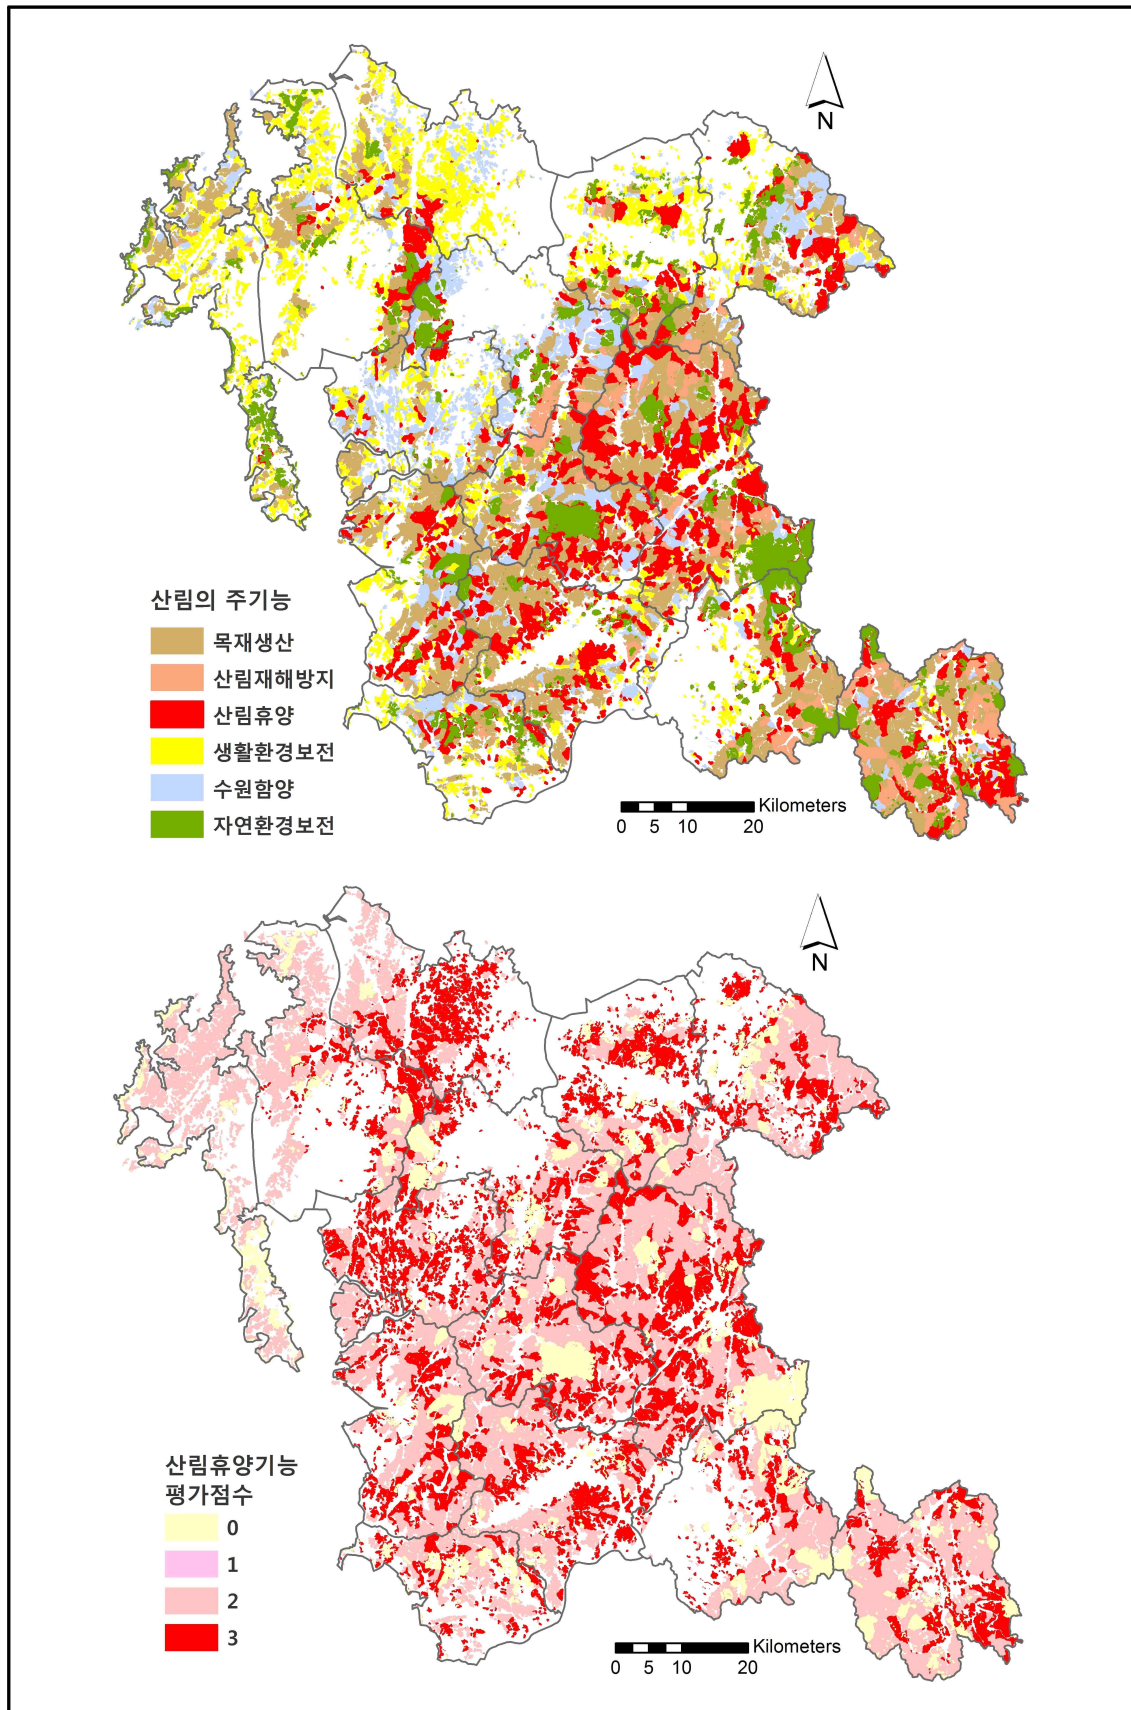 N
산림의 주기능
목재생산
산림재해방지
산림휴양
생활환경보전
수원함양
자연환경보전
Kilometers
0 5 10 20
N
산림휴양기능
평가점수
0
1
2
3
Kilometers
0 5 10 20